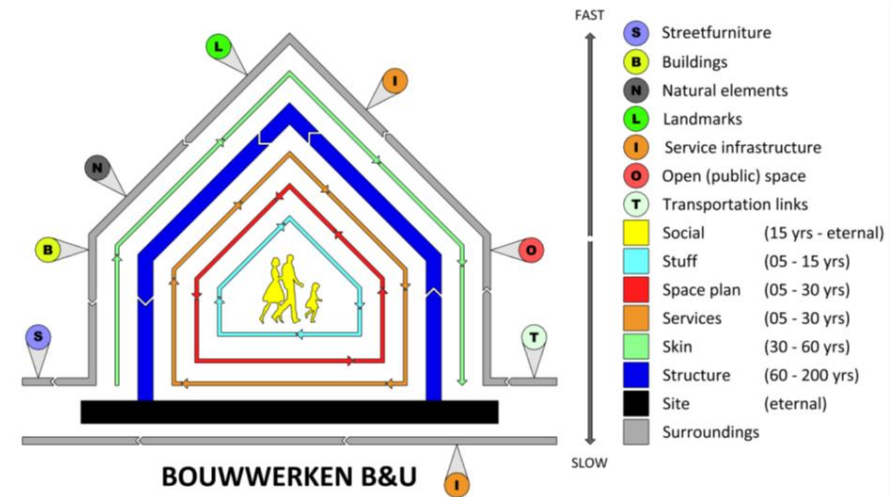 FAST
S Streetfurniture
B Buildings
N Natural elements
L Landmarks
I Service infrastructure
O Open (public) space
T Transportation links
Social (15 yrs - eternal)
Stuff (05 - 15 yrs)
Space plan (05 - 30 yrs)
Services (05 - 30 yrs)
Skin (30 - 60 yrs)
Structure (60 - 200 yrs)
Site (eternal)
Surroundings
SLOW
L
I
N
B
O
S
T
I
BOUWWERKEN B&U